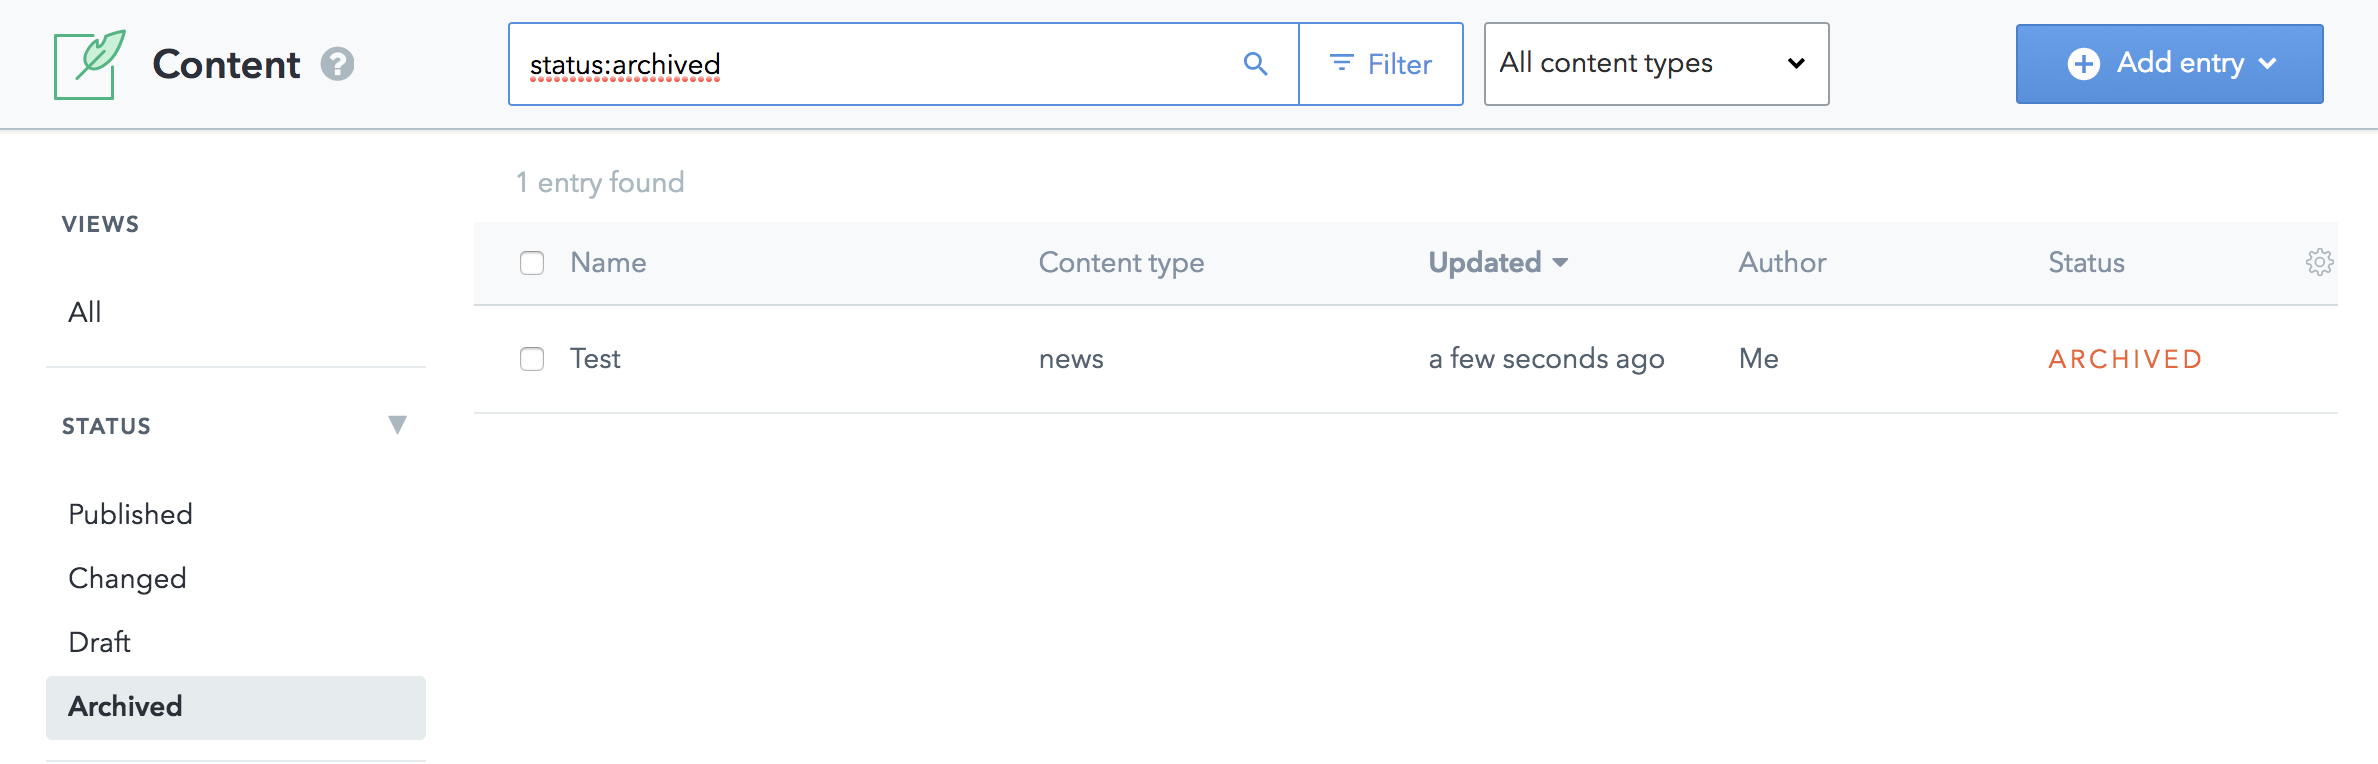 Content ?
status:archived
Filter
All content types
Add entry
1 entry found
VIEWS
All
STATUS
Published
Changed
Draft
Archived
Name Content type Updated Author Status
Test news a few seconds ago Me ARCHIVED